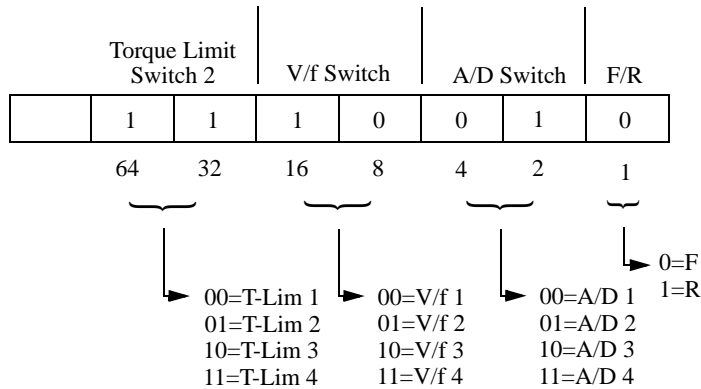 Torque Limit
Switch 2
V/f Switch
A/D Switch
F/R
1 1 1 0 0 1 0
64 32 16 8 4 2 1
0=F
1=R
00=T-Lim 1
01=T-Lim 2
10=T-Lim 3
11=T-Lim 4
00=V/f 1
01=V/f 2
10=V/f 3
11=V/f 4
00=A/D 1
01=A/D 2
10=A/D 3
11=A/D 4